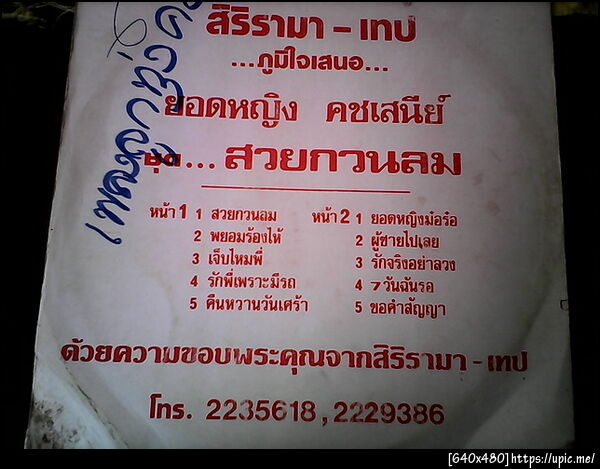 สิริรามา - เทป
...ภูมิใจเสนอ...
ยอดหญิง คชเสนีย์
ชุด... สวยกวนลม
หน้า 1 1 สวยกวนลม
2 พยอมร้องไห้
3 เจ็บไหมพี่
4 รักพี่เพราะมีรถ
5 คืนหวานวันเศร้า
หน้า 2 1 ยอดหญิงม๋อร๋อ
2 ผู้ชายไปเลย
3 รักจริงอย่าลวง
4 7 วันฉันรอ
5 ขอคำสัญญา
ด้วยความขอบพระคุณจากสิริรามา - เทป
โทร. 2235618 , 2229386
[640x480]https://upic.me/